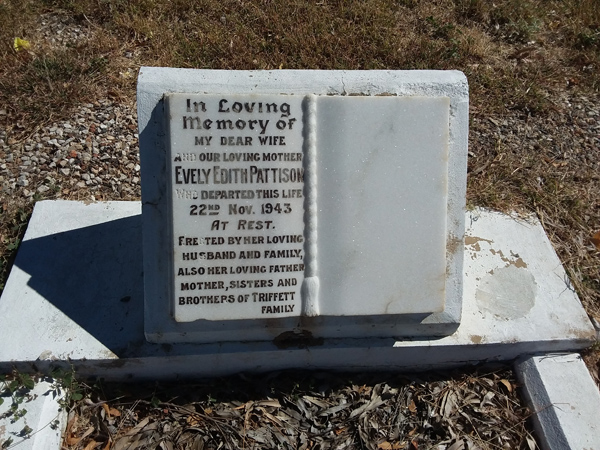 In Loving
Memory of
MY DEAR WIFE
AND OUR LOVING MOTHER
EVELY EDITH PATTISON
WHO DEPARTED THIS LIFE
22ND NOV. 1943
AT REST.
ERECTED BY HER LOVING
HUSBAND AND FAMILY,
ALSO HER LOVING FATHER
MOTHER, SISTERS AND
BROTHERS OF TRIFFETT
FAMILY